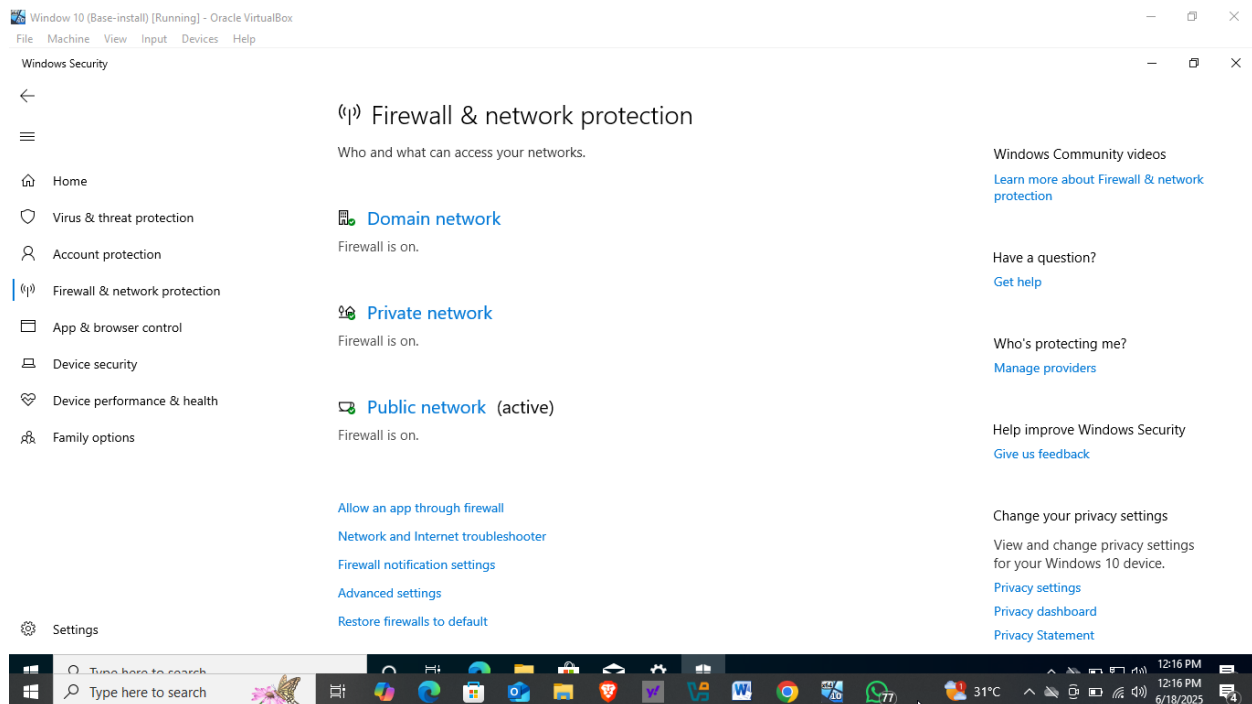 Window 10 (Base-install) [Running] - Oracle VirtualBox
File Machine View Input Devices Help
Windows Security
Firewall & network protection
Who and what can access your networks.
Home
Virus & threat protection
Account protection
Firewall & network protection
App & browser control
Device security
Device performance & health
Family options
Settings
Domain network
Firewall is on.
Private network
Firewall is on.
Public network (active)
Firewall is on.
Allow an app through firewall
Network and Internet troubleshooter
Firewall notification settings
Advanced settings
Restore firewalls to default
Windows Community videos
Learn more about Firewall & network
protection
Have a question?
Get help
Who's protecting me?
Manage providers
Help improve Windows Security
Give us feedback
Change your privacy settings
View and change privacy settings
for your Windows 10 device.
Privacy settings
Privacy dashboard
Privacy Statement
Type here to search
12:16 PM
Type here to search
77
1
31°C
12:16 PM
6/18/2025
4